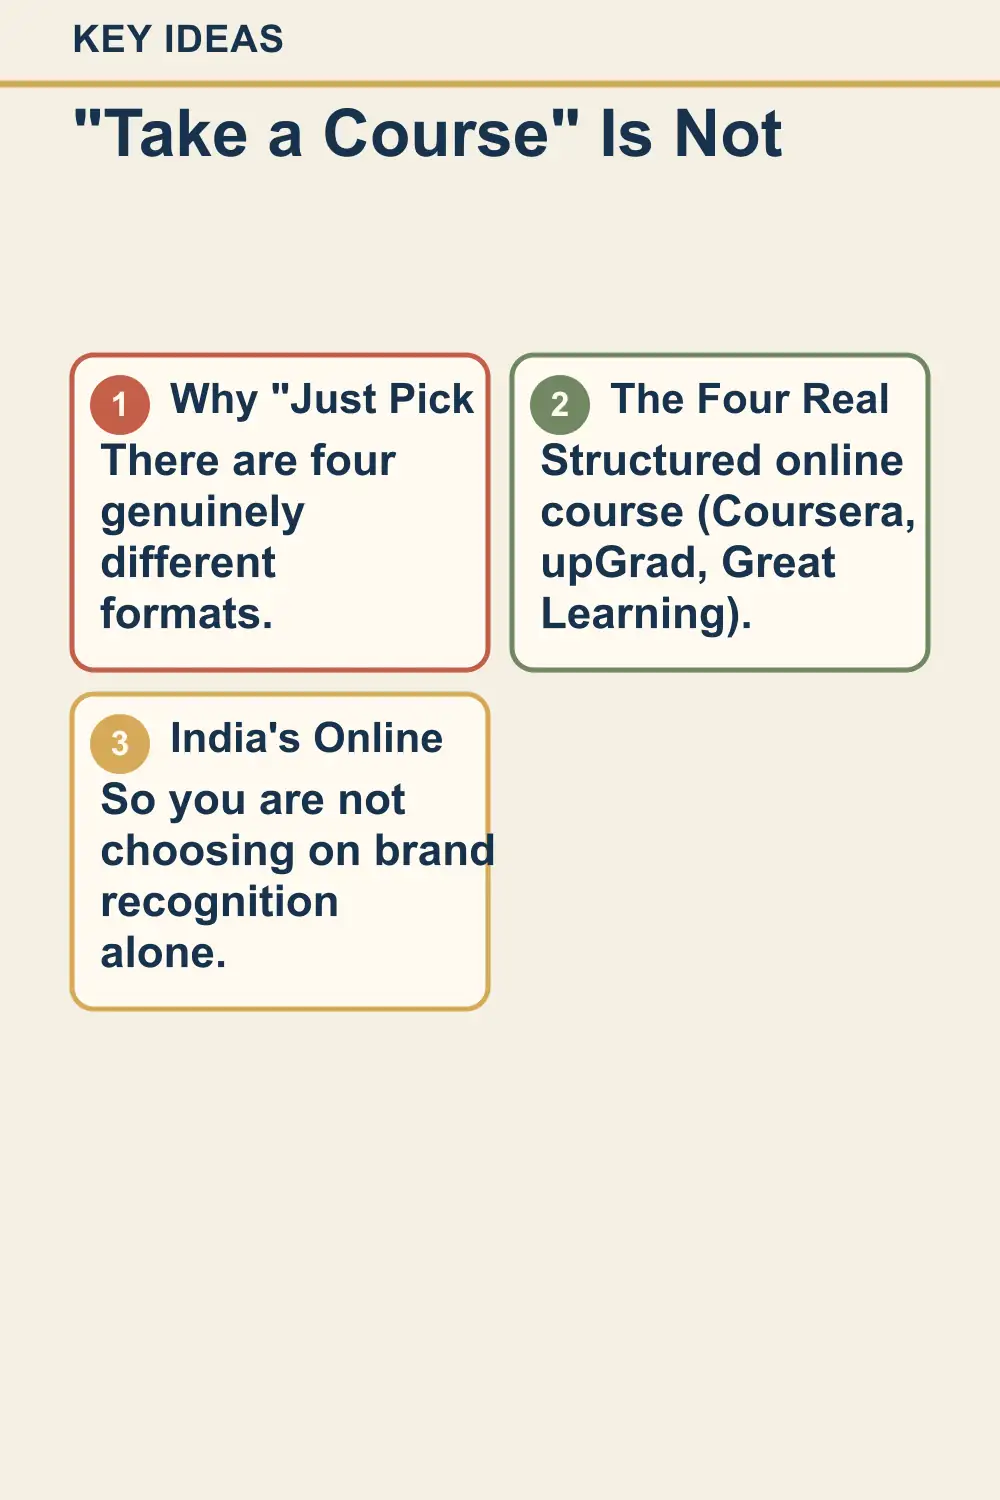 KEY IDEAS
"Take a Course" Is Not
1 Why "Just Pick
There are four
genuinely
different
formats.
2 The Four Real
Structured online
course (Coursera,
upGrad, Great
Learning).
3 India's Online
So you are not
choosing on brand
recognition
alone.